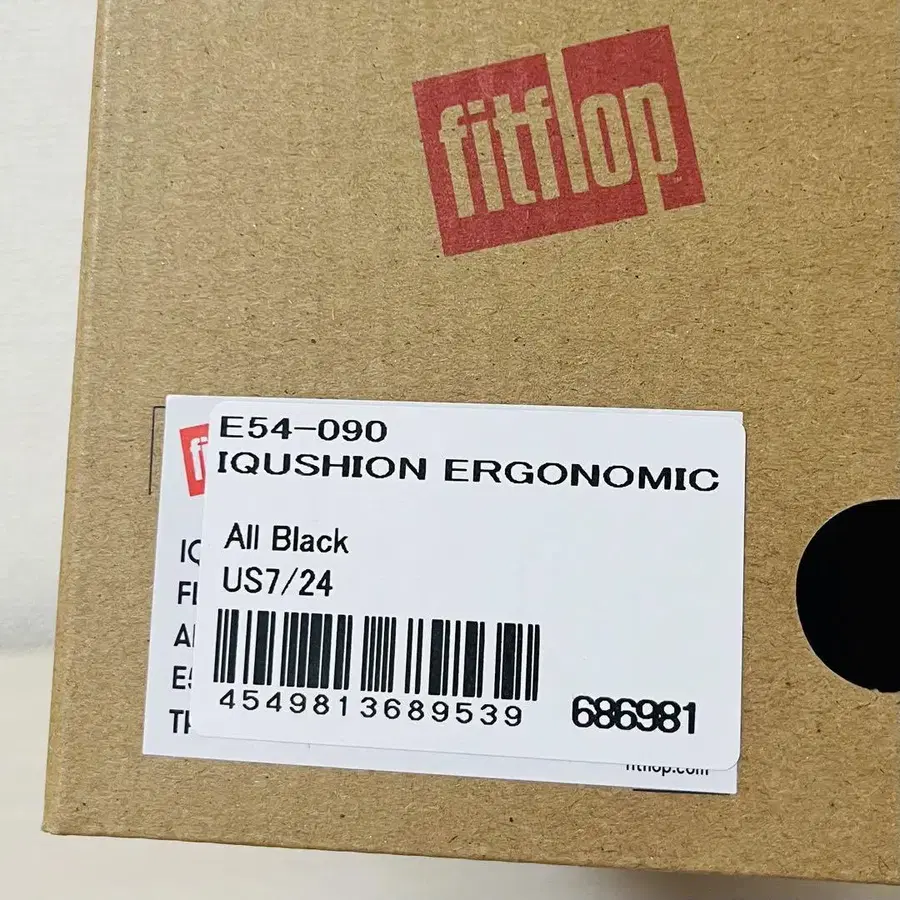 fitflop
E54-090
IQUSHION ERGONOMIC
All Black
US7/24
4549813689539
686981
fitflop.com